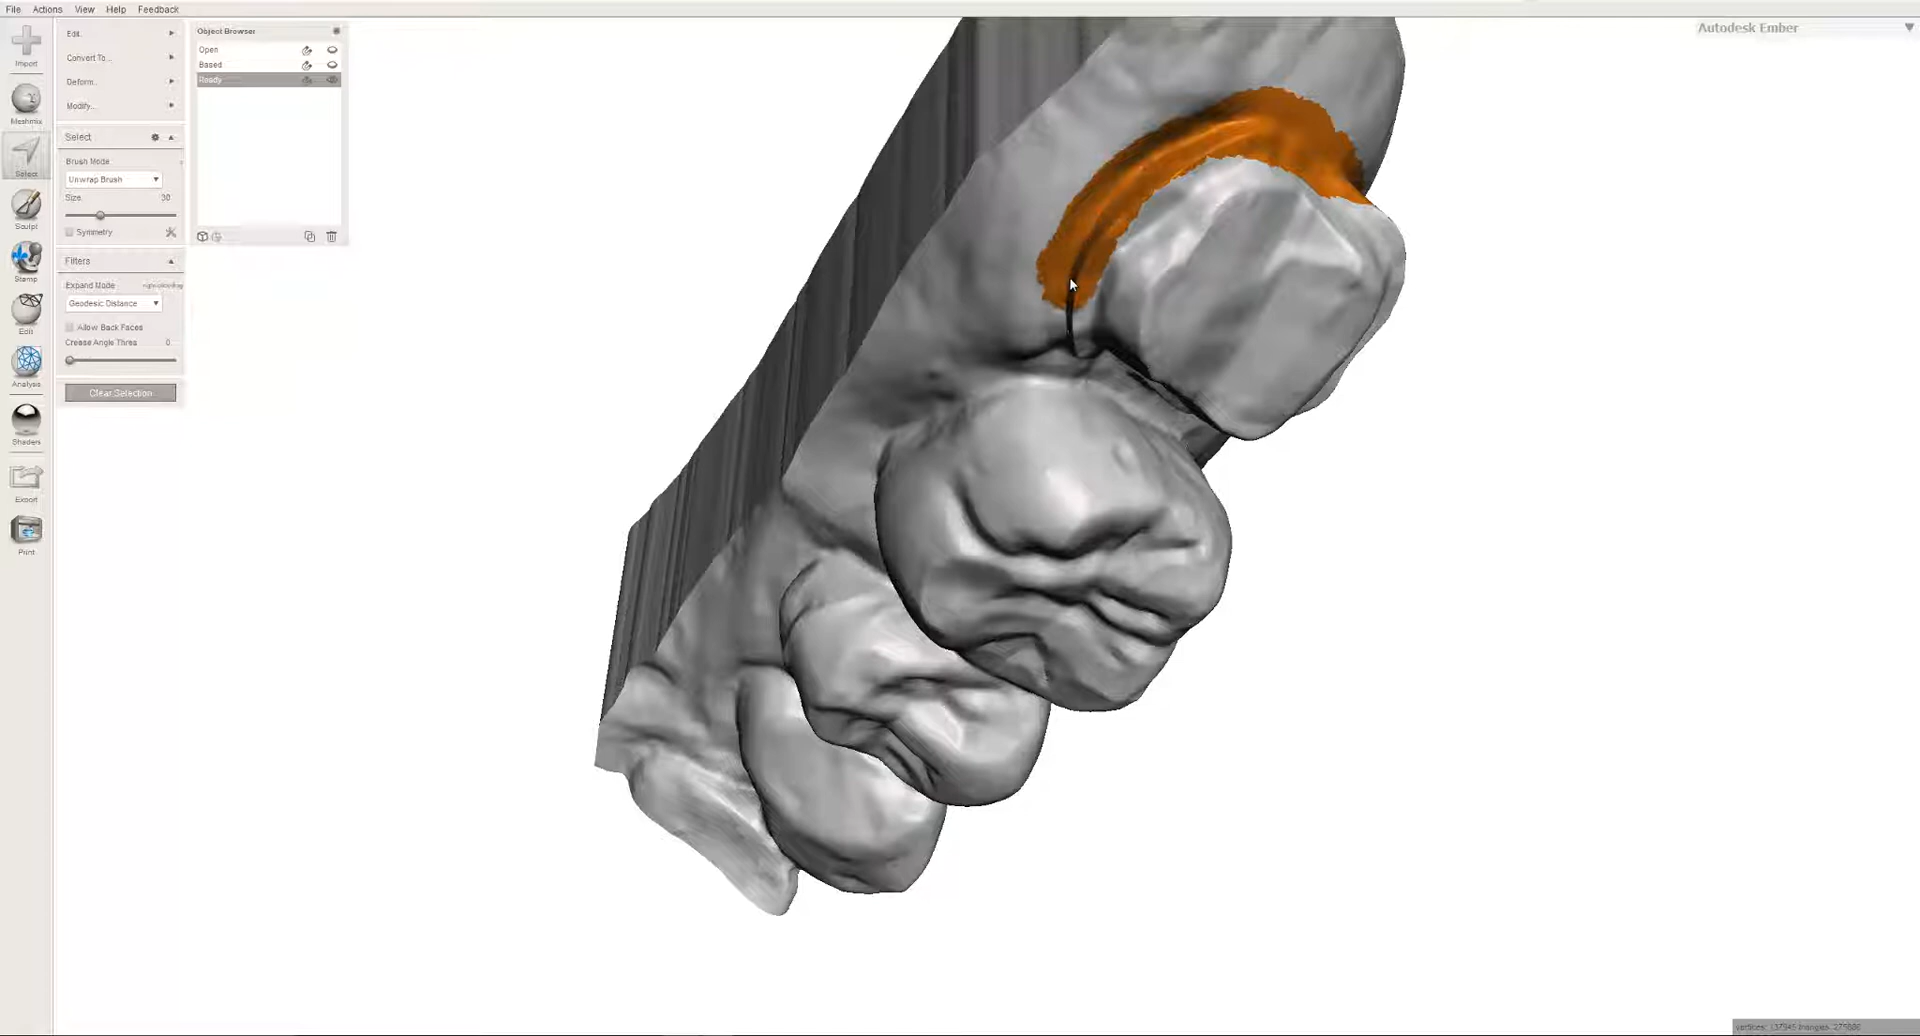 File Actions View Help Feedback
Autodesk Ember
Import
Meshmix
Select
Sculpt
Stamp
Edit
Analysis
Shaders
Export
Print
Edit...
Convert To...
Deform...
Modify...
Select
Brush Mode
Unwrap Brush
Size 30
Symmetry
Filters
Expand Mode
Geodesic Distance
Allow Back Faces
Crease Angle Thres 0
Clear Selection
Object Browser
Open
Based
Ready
vertices: triangles: